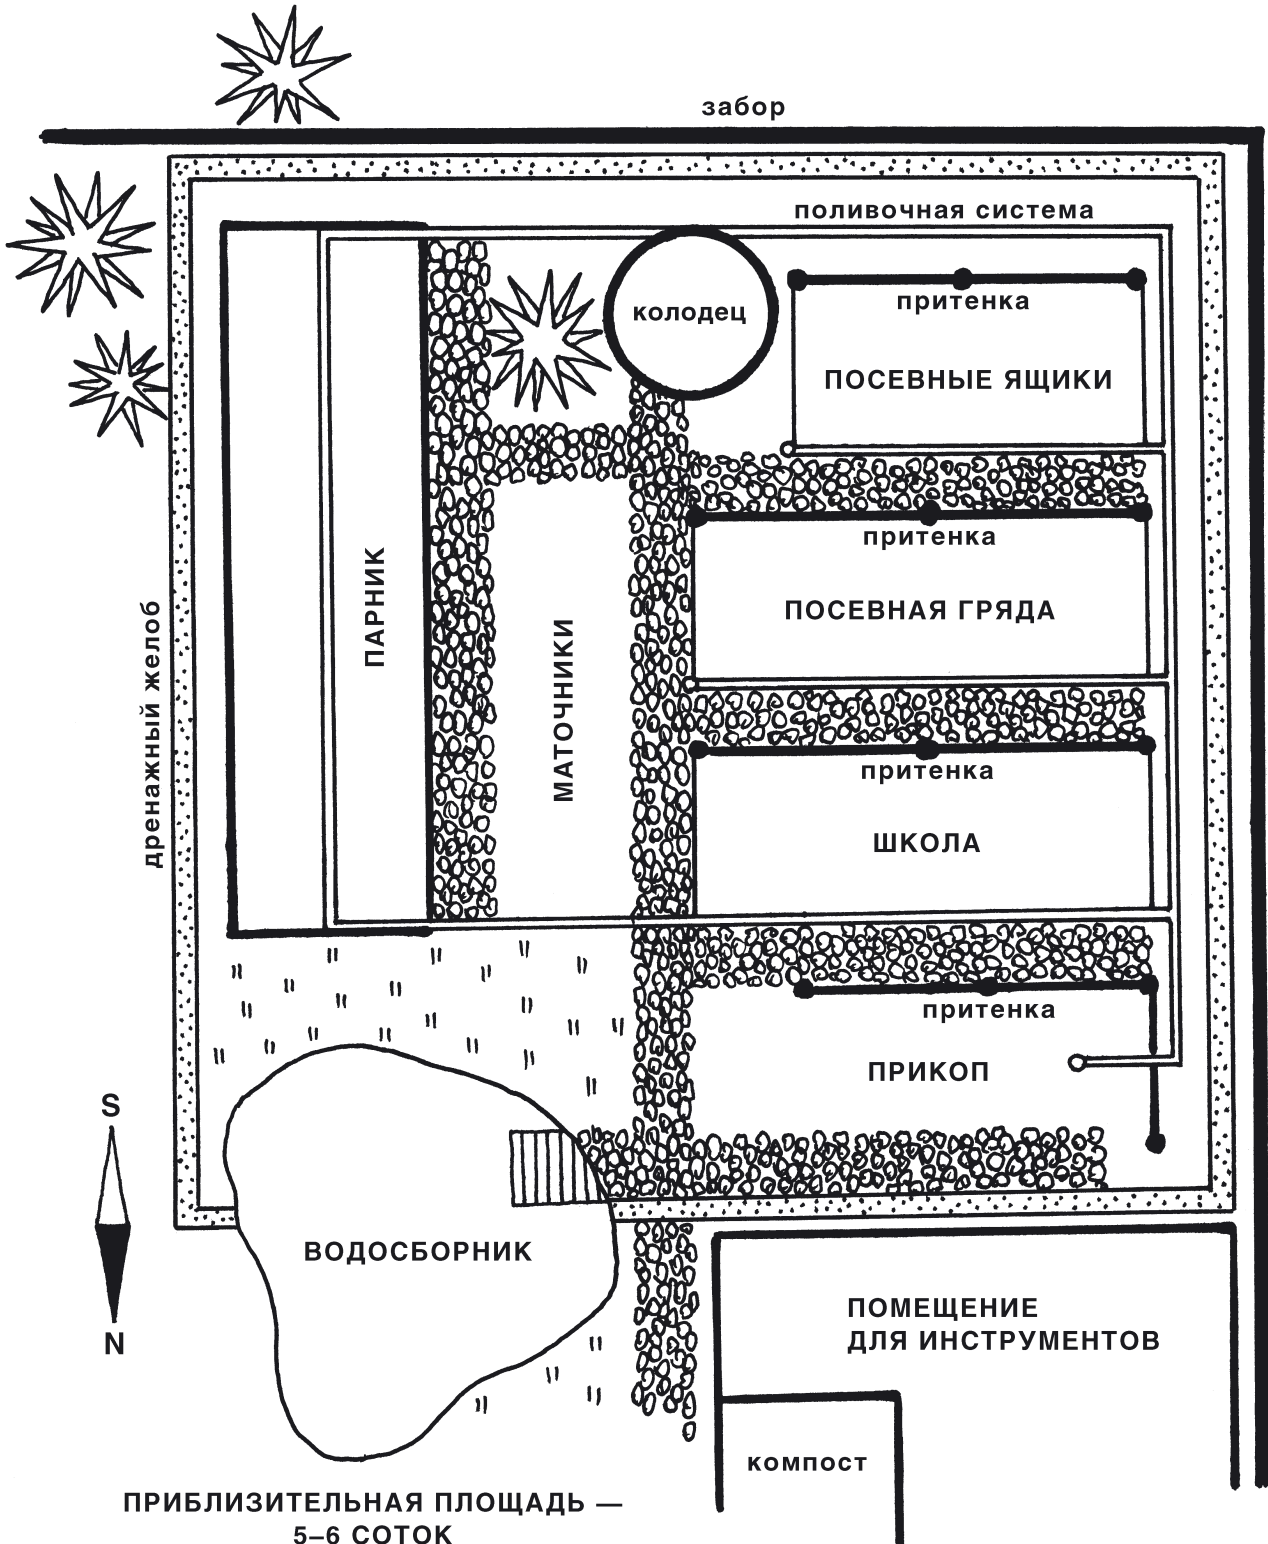 забор
поливочная система
колодец
притенка
ПОСЕВНЫЕ ЯЩИКИ
притенка
ПАРНИК
ПОСЕВНАЯ ГРЯДА
дренажный желоб
МАТОЧНИКИ
притенка
ШКОЛА
притенка
ПРИКОП
S
N
ВОДОСБОРНИК
ПОМЕЩЕНИЕ
ДЛЯ ИНСТРУМЕНТОВ
компост
ПРИБЛИЗИТЕЛЬНАЯ ПЛОЩАДЬ —
5–6 СОТОК